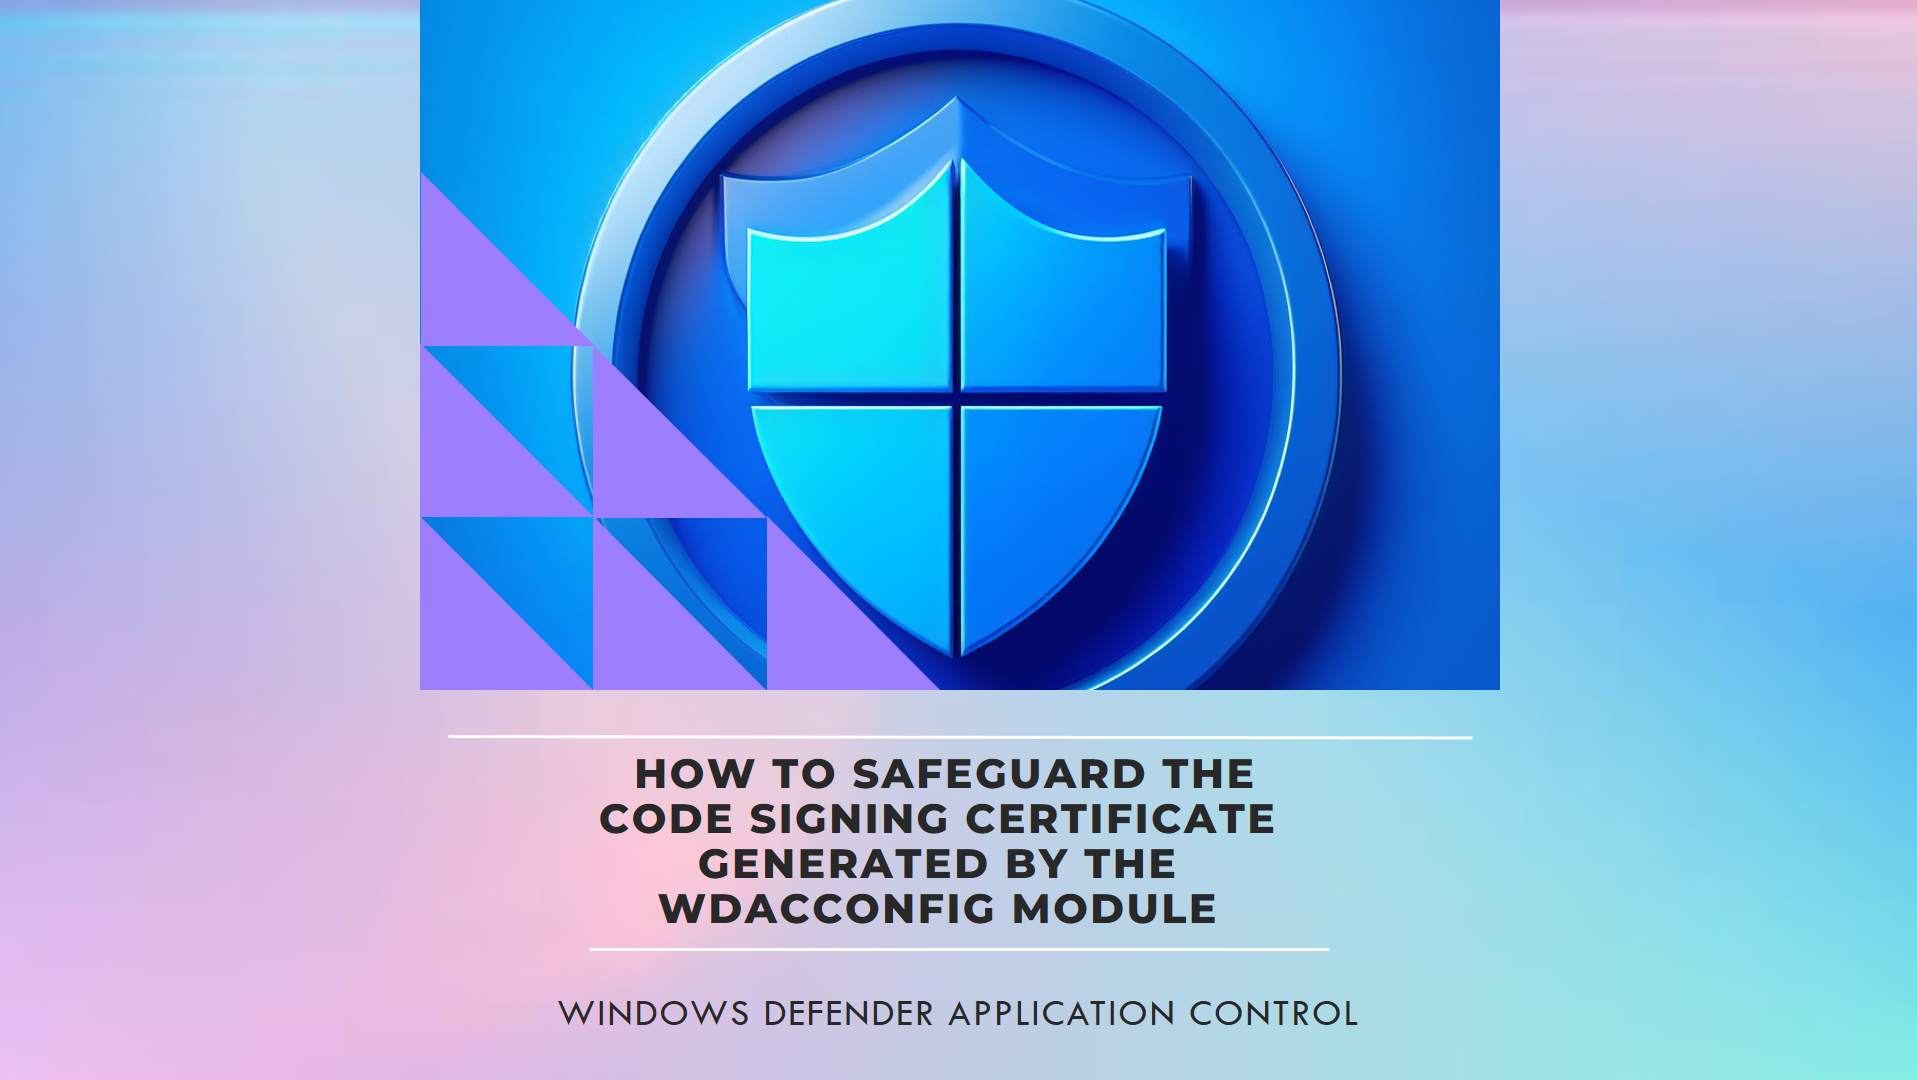 HOW TO SAFEGUARD THE
CODE SIGNING CERTIFICATE
GENERATED BY THE
WDACCONFIG MODULE
WINDOWS DEFENDER APPLICATION CONTROL